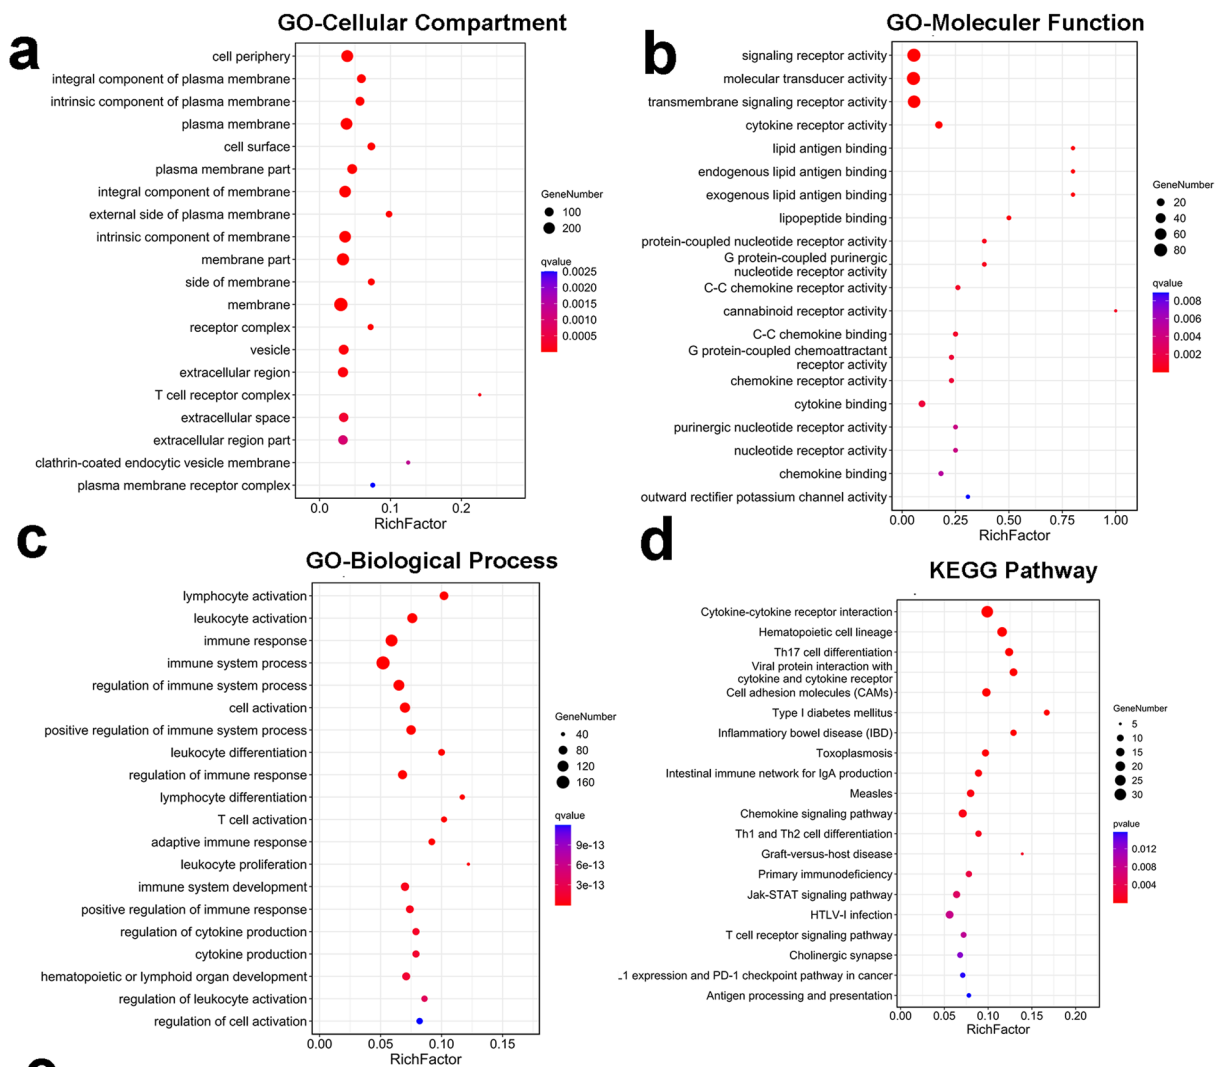 a
GO-Cellular Compartment
cell periphery
integral component of plasma membrane
intrinsic component of plasma membrane
plasma membrane
cell surface
plasma membrane part
integral component of membrane
external side of plasma membrane
intrinsic component of membrane
membrane part
side of membrane
membrane
receptor complex
vesicle
extracellular region
T cell receptor complex
extracellular space
extracellular region part
clathrin-coated endocytic vesicle membrane
plasma membrane receptor complex
0.0 0.1 0.2
RichFactor
GeneNumber
100
200
qvalue
0.0025
0.0020
0.0015
0.0010
0.0005
b
GO-Moleculer Function
signaling receptor activity
molecular transducer activity
transmembrane signaling receptor activity
cytokine receptor activity
lipid antigen binding
endogenous lipid antigen binding
exogenous lipid antigen binding
lipopeptide binding
protein-coupled nucleotide receptor activity
G protein-coupled purinergic
nucleotide receptor activity
C-C chemokine receptor activity
cannabinoid receptor activity
C-C chemokine binding
G protein-coupled chemoattractant
receptor activity
chemokine receptor activity
cytokine binding
purinergic nucleotide receptor activity
nucleotide receptor activity
chemokine binding
outward rectifier potassium channel activity
0.00 0.25 0.50 0.75 1.00
RichFactor
GeneNumber
20
40
60
80
qvalue
0.008
0.006
0.004
0.002
c
GO-Biological Process
lymphocyte activation
leukocyte activation
immune response
immune system process
regulation of immune system process
cell activation
positive regulation of immune system process
leukocyte differentiation
regulation of immune response
lymphocyte differentiation
T cell activation
adaptive immune response
leukocyte proliferation
immune system development
positive regulation of immune response
regulation of cytokine production
cytokine production
hematopoietic or lymphoid organ development
regulation of leukocyte activation
regulation of cell activation
0.00 0.05 0.10 0.15
RichFactor
GeneNumber
40
80
120
160
qvalue
9e-13
6e-13
3e-13
d
KEGG Pathway
Cytokine-cytokine receptor interaction
Hematopoietic cell lineage
Th17 cell differentiation
Viral protein interaction with
cytokine and cytokine receptor
Cell adhesion molecules (CAMs)
Type I diabetes mellitus
Inflammatory bowel disease (IBD)
Toxoplasmosis
Intestinal immune network for IgA production
Measles
Chemokine signaling pathway
Th1 and Th2 cell differentiation
Graft-versus-host disease
Primary immunodeficiency
Jak-STAT signaling pathway
HTLV-I infection
T cell receptor signaling pathway
Cholinergic synapse
1 expression and PD-1 checkpoint pathway in cancer
Antigen processing and presentation
0.00 0.05 0.10 0.15 0.20
RichFactor
GeneNumber
5
10
15
20
25
30
pvalue
0.012
0.008
0.004